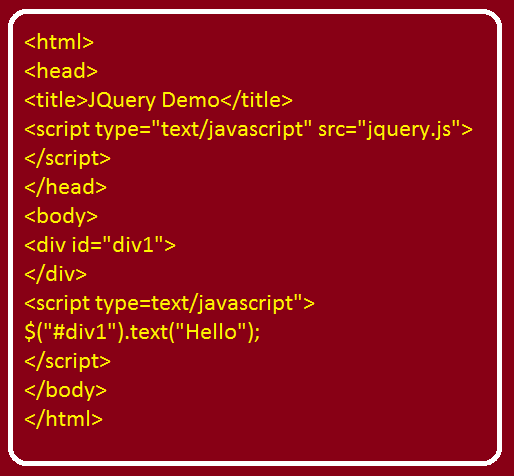 <html>
<head>
<title>JQuery Demo</title>
<script type="text/javascript" src="jquery.js">
</script>
</head>
<body>
<div id="div1">
</div>
<script type=text/javascript">
$("#div1").text("Hello");
</script>
</body>
</html>